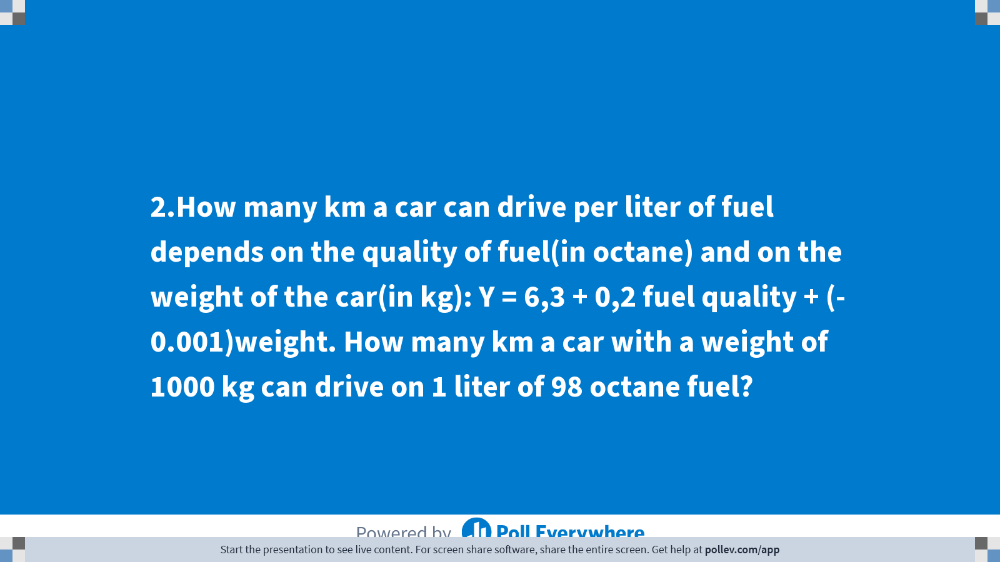 2.How many km a car can drive per liter of fuel
depends on the quality of fuel(in octane) and on the
weight of the car(in kg): Y = 6,3 + 0,2 fuel quality + (-
0.001)weight. How many km a car with a weight of
1000 kg can drive on 1 liter of 98 octane fuel?
Powered by Poll Everywhere
Start the presentation to see live content. For screen share software, share the entire screen. Get help at pollev.com/app